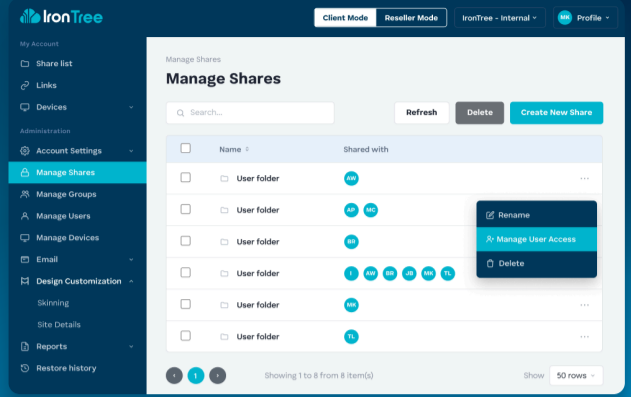 IronTree
Client Mode Reseller Mode IronTree - Internal MK Profile
My Account
Share list
Links
Devices
Administration
Account Settings
Manage Shares
Manage Groups
Manage Users
Manage Devices
Email
Design Customization
Skinning
Site Details
Reports
Restore history
Manage Shares
Manage Shares
Search... Refresh Delete Create New Share
Name Shared with
User folder AW ...
User folder AP MC
User folder BR
User folder I AW BR JB MK TL
User folder MK ...
User folder TL ...
Rename
Manage User Access
Delete
1 Showing 1 to 8 from 8 item(s) Show 50 rows